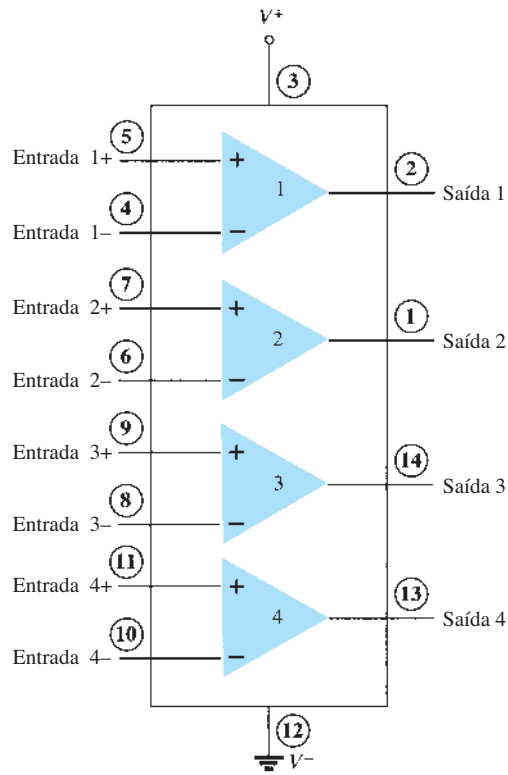 V+
3
5
Entrada 1+
+
1
2
Saída 1
4
Entrada 1–
−
7
Entrada 2+
+
2
1
Saída 2
6
Entrada 2–
−
9
Entrada 3+
+
3
14
Saída 3
8
Entrada 3–
−
11
Entrada 4+
+
4
13
Saída 4
10
Entrada 4–
−
12
V−